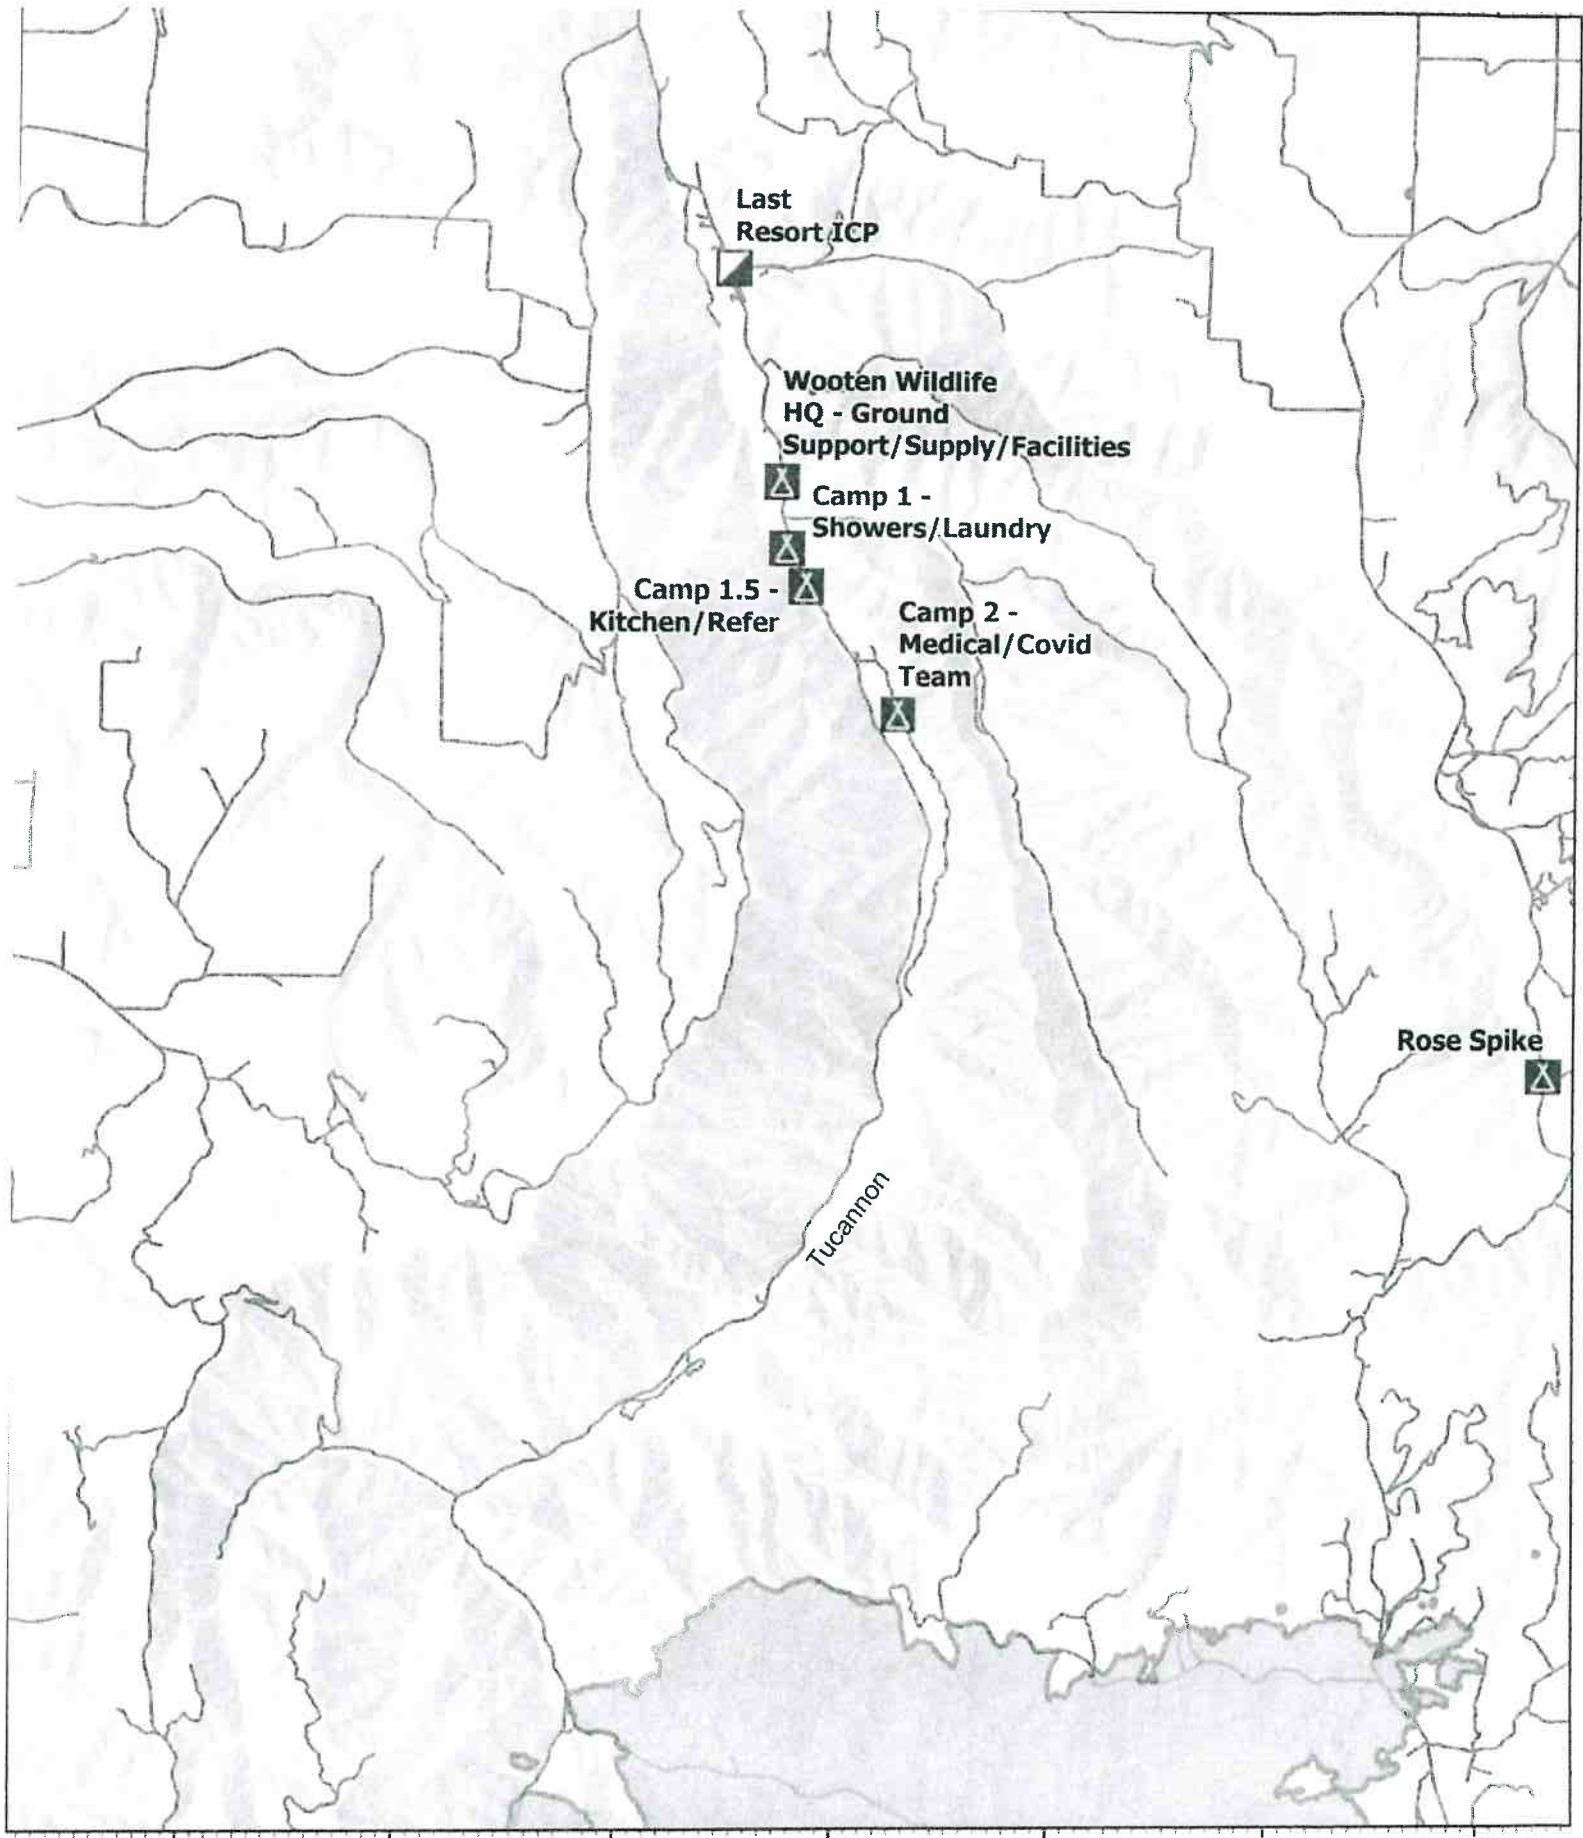 Last
Resort ICP
Wooten Wildlife
HQ - Ground
Support/Supply/Facilities
Camp 1 -
Showers/Laundry
Camp 1.5 -
Kitchen/Refer
Camp 2 -
Medical/Covid
Team
Rose Spike
Tucannon